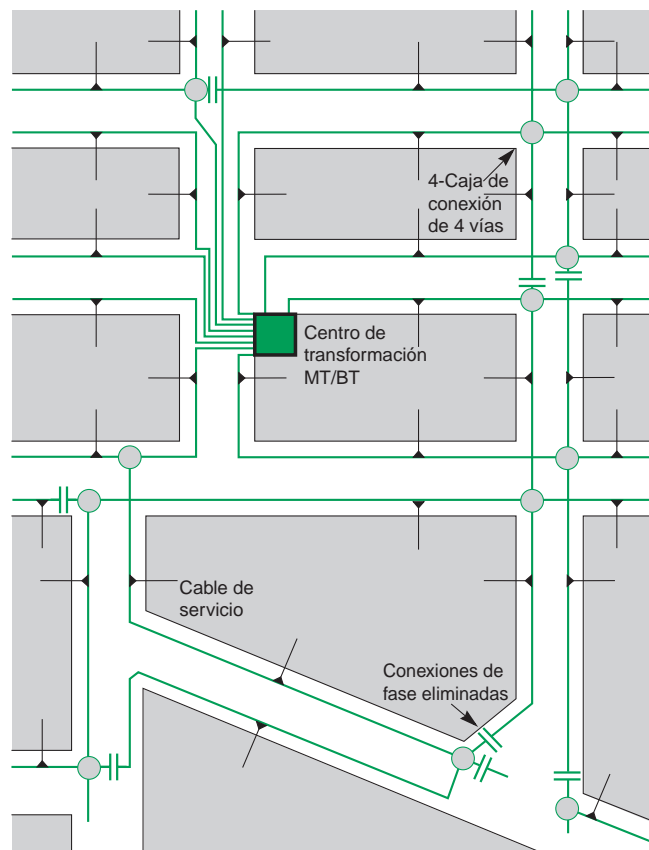 4-Caja de
conexión
de 4 vías
Centro de
transformación
MT/BT
Cable de
servicio
Conexiones de
fase eliminadas